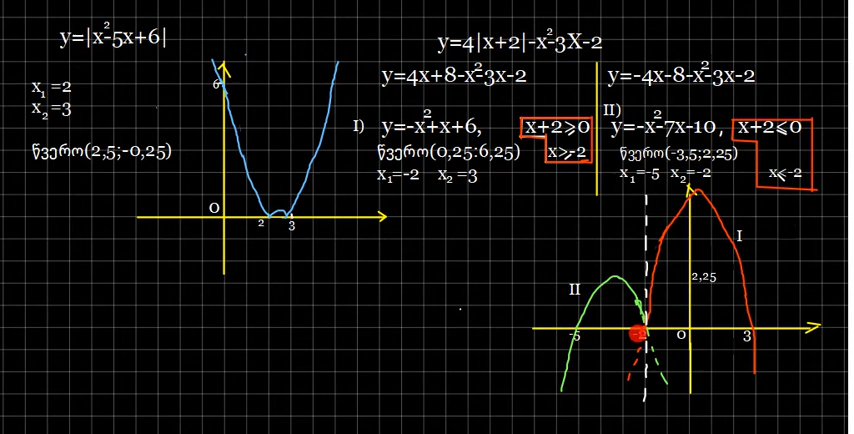 y=|x²-5x+6|
x₁=2
x₂=3
წვერო(2,5;-0,25)
6
0
2
3
y=4|x+2|-x²-3X-2
y=4x+8-x²-3x-2
I)
y=-x²+x+6, x+2⩾0
წვერო(0,25:6,25) x⩾-2
x₁=-2 x₂=3
y=-4x-8-x²-3x-2
II)
y=-x²-7x-10, x+2⩽0
წვერო(-3,5;2,25)
x₁=-5 x₂=-2 x⩽-2
I
2,25
II
-5
-2
0
3